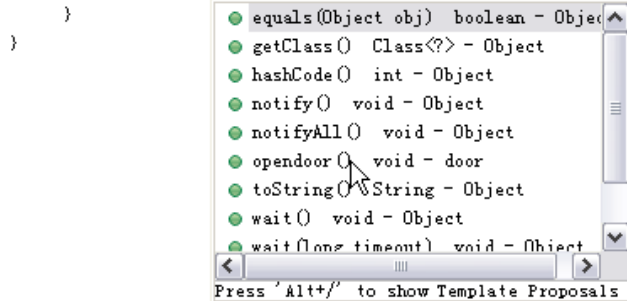 }
}
equals(Object obj) boolean - Objec
getClass() Class<?> - Object
hashCode() int - Object
notify() void - Object
notifyAll() void - Object
opendoor() void - door
toString() String - Object
wait() void - Object
wait(long timeout) void - Object
Press 'Alt+/' to show Template Proposals